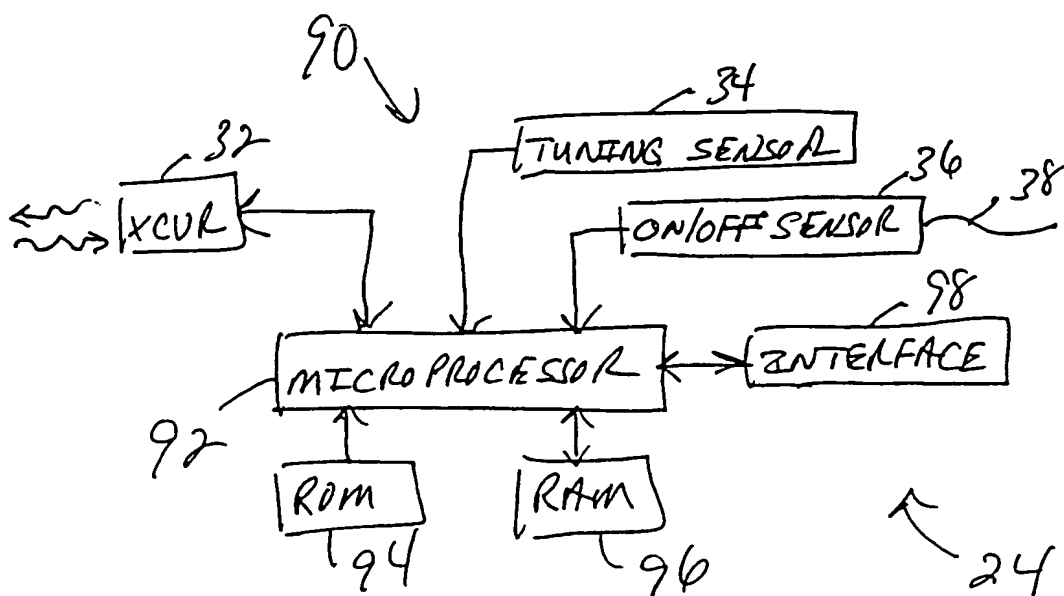 90
34
TUNING SENSOR
32
XCVR
36
38
ON/OFF SENSOR
98
INTERFACE
MICROPROCESSOR
92
ROM
RAM
94
96
24